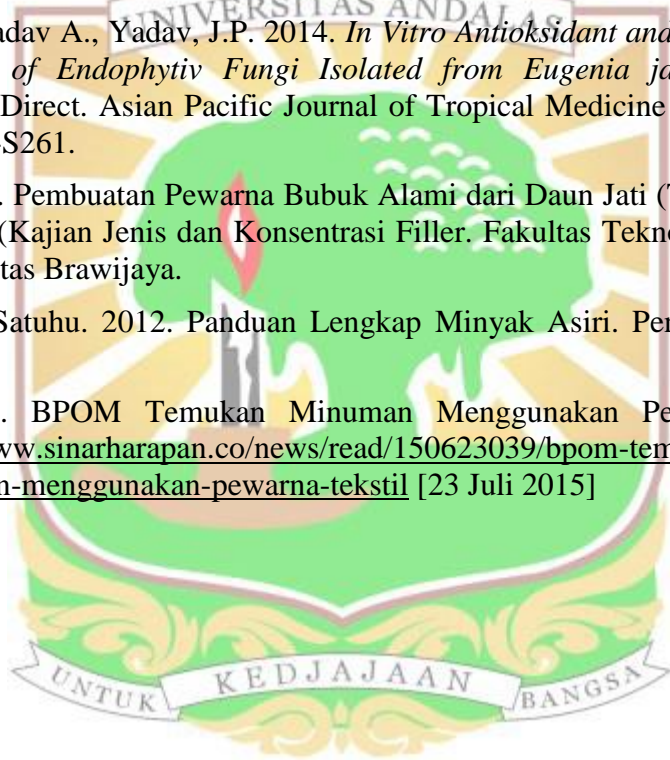 UNIVERSITAS ANDALAS
adav A., Yadav, J.P. 2014. In Vitro Antioksidant and
of Endophytiv Fungi Isolated from Eugenia ja
Direct. Asian Pacific Journal of Tropical Medicine
S261.
. Pembuatan Pewarna Bubuk Alami dari Daun Jati (
(Kajian Jenis dan Konsentrasi Filler. Fakultas Tekno
tas Brawijaya.
Satuhu. 2012. Panduan Lengkap Minyak Asiri. Pen
. BPOM Temukan Minuman Menggunakan Pe
ww.sinarharapan.co/news/read/150623039/bpom-tem
n-menggunakan-pewarna-tekstil [23 Juli 2015]
UNTUK KEDJAJAAN BANGSA